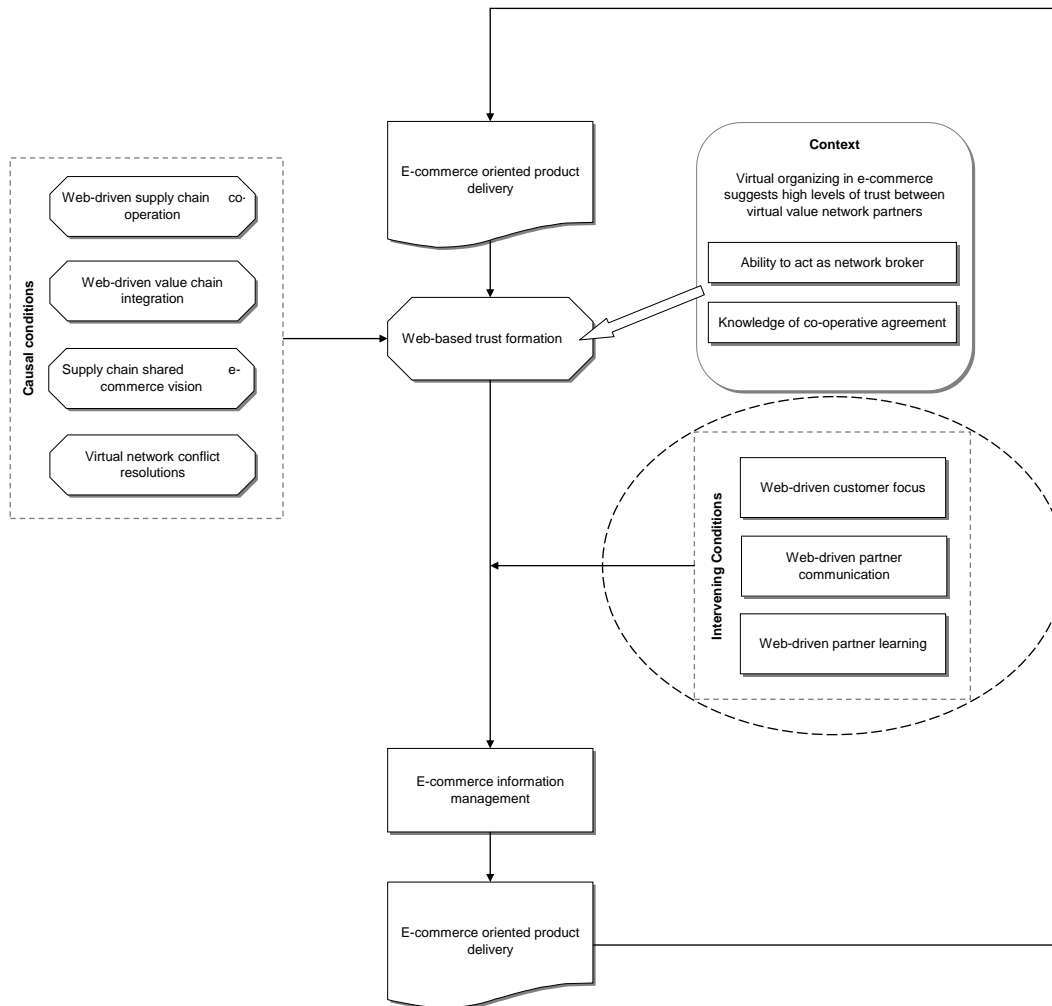 E-commerce oriented product
delivery
Context
Virtual organizing in e-commerce
suggests high levels of trust between
virtual value network partners
Ability to act as network broker
Knowledge of co-operative agreement
Causal conditions
Web-driven supply chain co-
operation
Web-driven value chain
integration
Supply chain shared e-
commerce vision
Virtual network conflict
resolutions
Web-based trust formation
Intervening Conditions
Web-driven customer focus
Web-driven partner
communication
Web-driven partner learning
E-commerce information
management
E-commerce oriented product
delivery